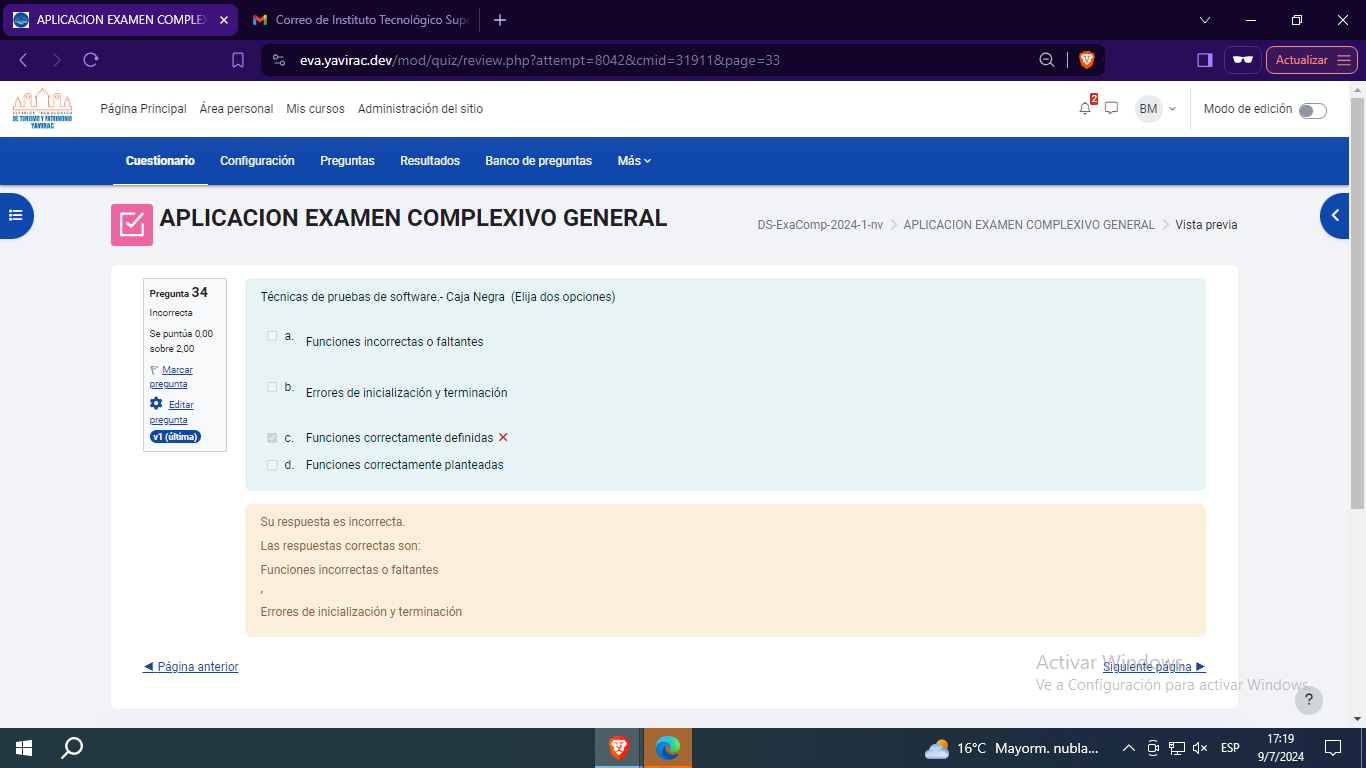 APLICACION EXAMEN COMPLEX
Correo de Instituto Tecnológico Supe
eva.yavirac.dev/mod/quiz/review.php?attempt=8042&cmid=31911&page=33
Actualizar
DE TURISMO Y PATRIMONIO
YAVIRAC
Página Principal Área personal Mis cursos Administración del sitio
2
BM
Modo de edición
Cuestionario Configuración Preguntas Resultados Banco de preguntas Más
APLICACION EXAMEN COMPLEXIVO GENERAL
DS-ExaComp-2024-1-nv > APLICACION EXAMEN COMPLEXIVO GENERAL > Vista previa
Pregunta 34
Incorrecta
Se puntúa 0,00
sobre 2,00
Marcar
pregunta
Editar
pregunta
v1 (última)
Técnicas de pruebas de software.- Caja Negra (Elija dos opciones)
a. Funciones incorrectas o faltantes
b. Errores de inicialización y terminación
c. Funciones correctamente definidas
d. Funciones correctamente planteadas
Su respuesta es incorrecta.
Las respuestas correctas son:
Funciones incorrectas o faltantes
,
Errores de inicialización y terminación
◄ Página anterior
Siguiente página ►
Activar Windows
Ve a Configuración para activar Windows.
?
16°C Mayorm. nubla...
ESP
17:19
9/7/2024